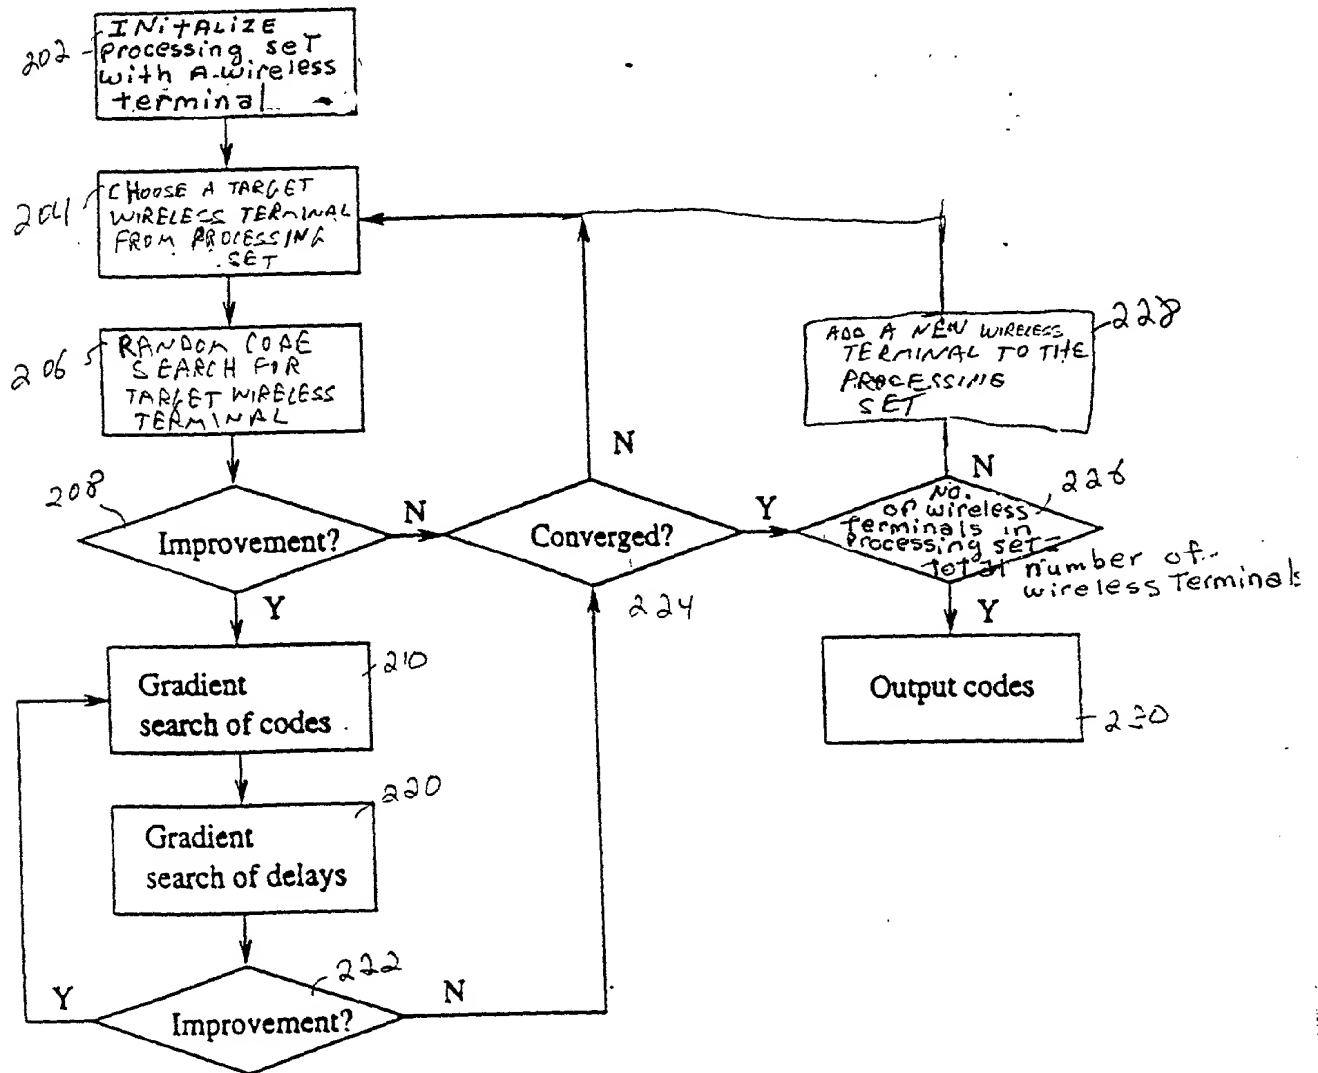 202
INITALIZE
processing set
with A wireless
terminal
204
CHOOSE A TARGET
WIRELESS TERMINAL
FROM PROCESSING
SET
206
RANDOM CODE
SEARCH FOR
TARGET WIRELESS
TERMINAL
208
Improvement?
N
Y
210
Gradient
search of codes
220
Gradient
search of delays
222
Improvement?
Y
N
Converged?
224
N
Y
226
No.
of wireless
Terminals in
Processing set =
Total number of
wireless Terminals
N
Y
228
ADD A NEW WIRELESS
TERMINAL TO THE
PROCESSING
SET
Output codes
230